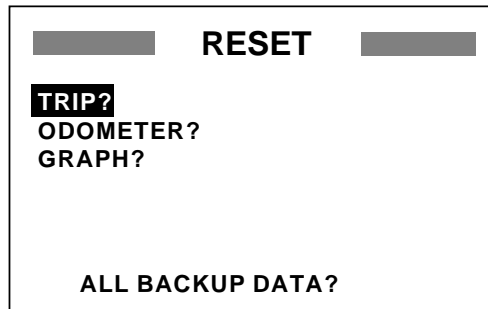 RESET
TRIP?
ODOMETER?
GRAPH?
ALL BACKUP DATA?